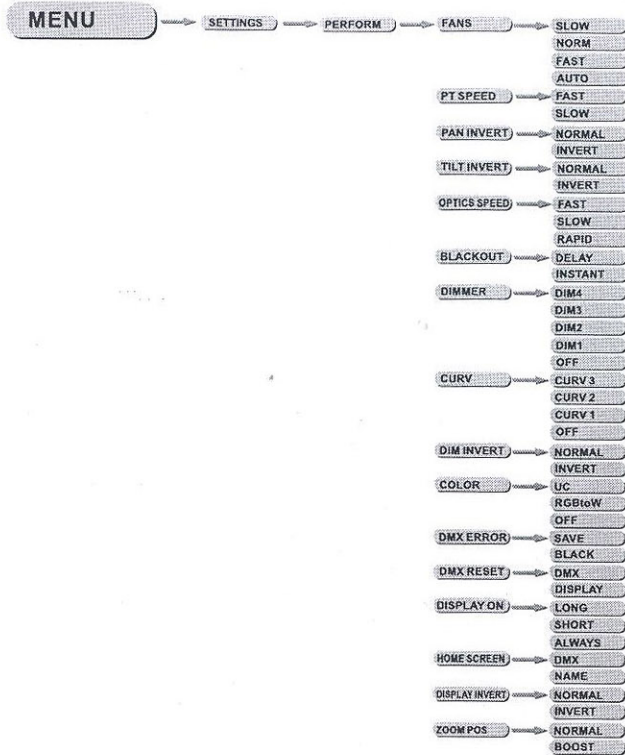 MENU SETTINGS PERFORM FANS SLOW
NORM
FAST
AUTO
PT SPEED FAST
SLOW
PAN INVERT NORMAL
INVERT
TILT INVERT NORMAL
INVERT
OPTICS SPEED FAST
SLOW
RAPID
BLACKOUT DELAY
INSTANT
DIMMER DIM4
DIM3
DIM2
DIM1
OFF
CURV CURV 3
CURV 2
CURV 1
OFF
DIM INVERT NORMAL
INVERT
COLOR UC
RGBtoW
OFF
DMX ERROR SAVE
BLACK
DMX RESET DMX
DISPLAY
DISPLAY ON LONG
SHORT
ALWAYS
HOME SCREEN DMX
NAME
DISPLAY INVERT NORMAL
INVERT
ZOOM POS NORMAL
BOOST